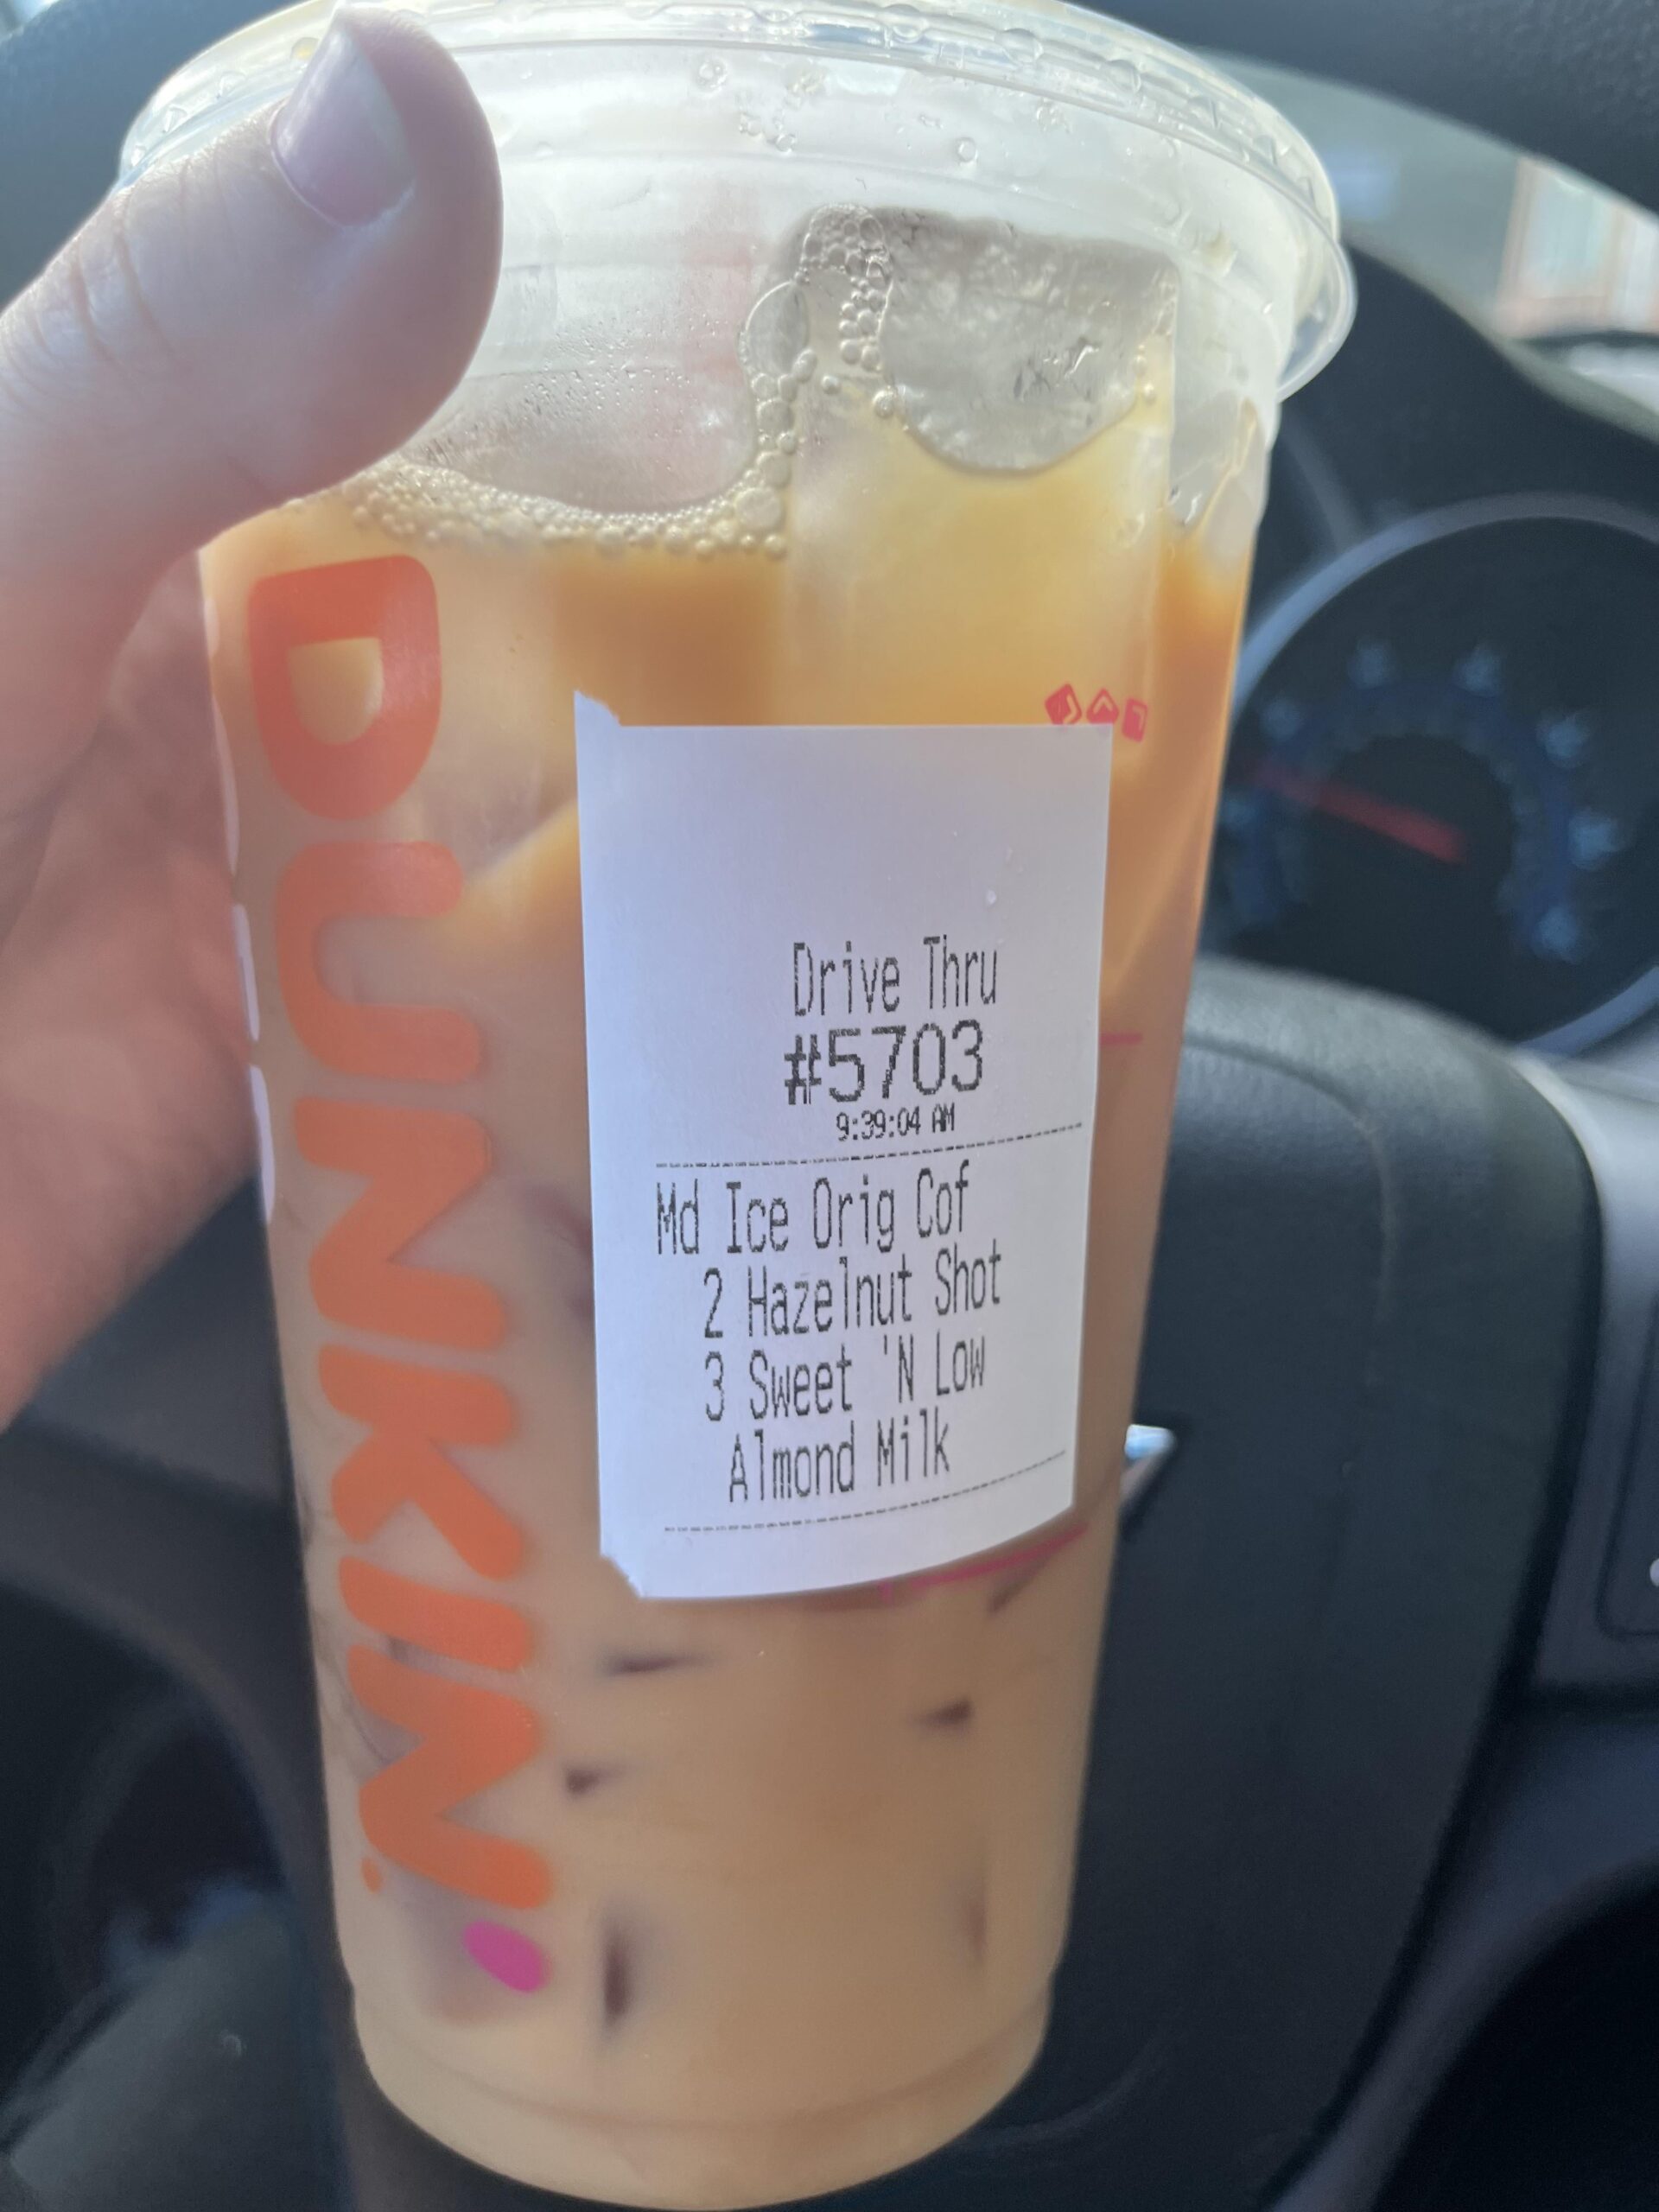 DUNKIN'
Drive Thru
#5703
9:39:04 AM
Md Ice Orig Cof
2 Hazelnut Shot
3 Sweet 'N Low
Almond Milk